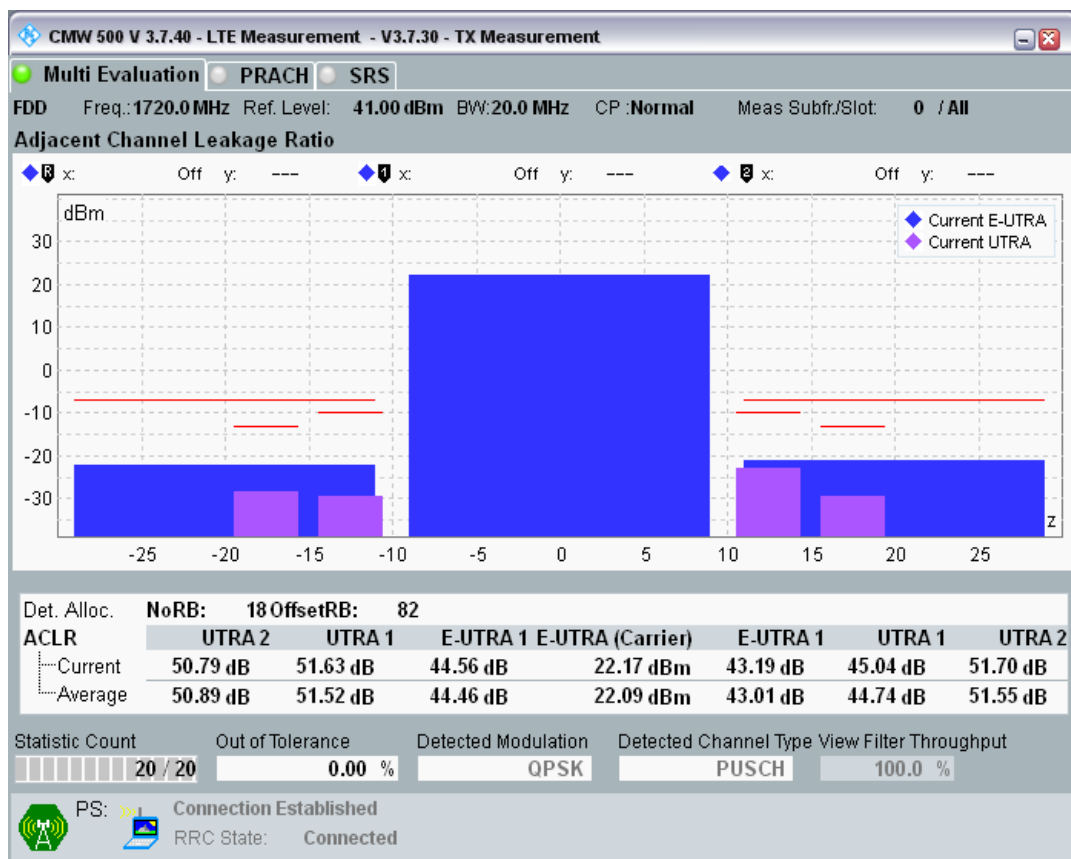 CMW 500 V 3.7.40 - LTE Measurement - V3.7.30 - TX Measurement
Multi Evaluation PRACH SRS
FDD Freq.: 1720.0 MHz Ref. Level: 41.00 dBm BW: 20.0 MHz CP : Normal Meas Subfr./Slot: 0 / All
Adjacent Channel Leakage Ratio
R x: Off y: --- 1 x: Off y: --- 2 x: Off y: ---
dBm
Current E-UTRA
Current UTRA
30
20
10
0
-10
-20
-30
z
-25 -20 -15 -10 -5 0 5 10 15 20 25
Det. Alloc. NoRB: 18 OffsetRB: 82
ACLR UTRA 2 UTRA 1 E-UTRA 1 E-UTRA (Carrier) E-UTRA 1 UTRA 1 UTRA 2
Current 50.79 dB 51.63 dB 44.56 dB 22.17 dBm 43.19 dB 45.04 dB 51.70 dB
Average 50.89 dB 51.52 dB 44.46 dB 22.09 dBm 43.01 dB 44.74 dB 51.55 dB
Statistic Count Out of Tolerance Detected Modulation Detected Channel Type View Filter Throughput
20 / 20 0.00 % QPSK PUSCH 100.0 %
PS: Connection Established
RRC State: Connected